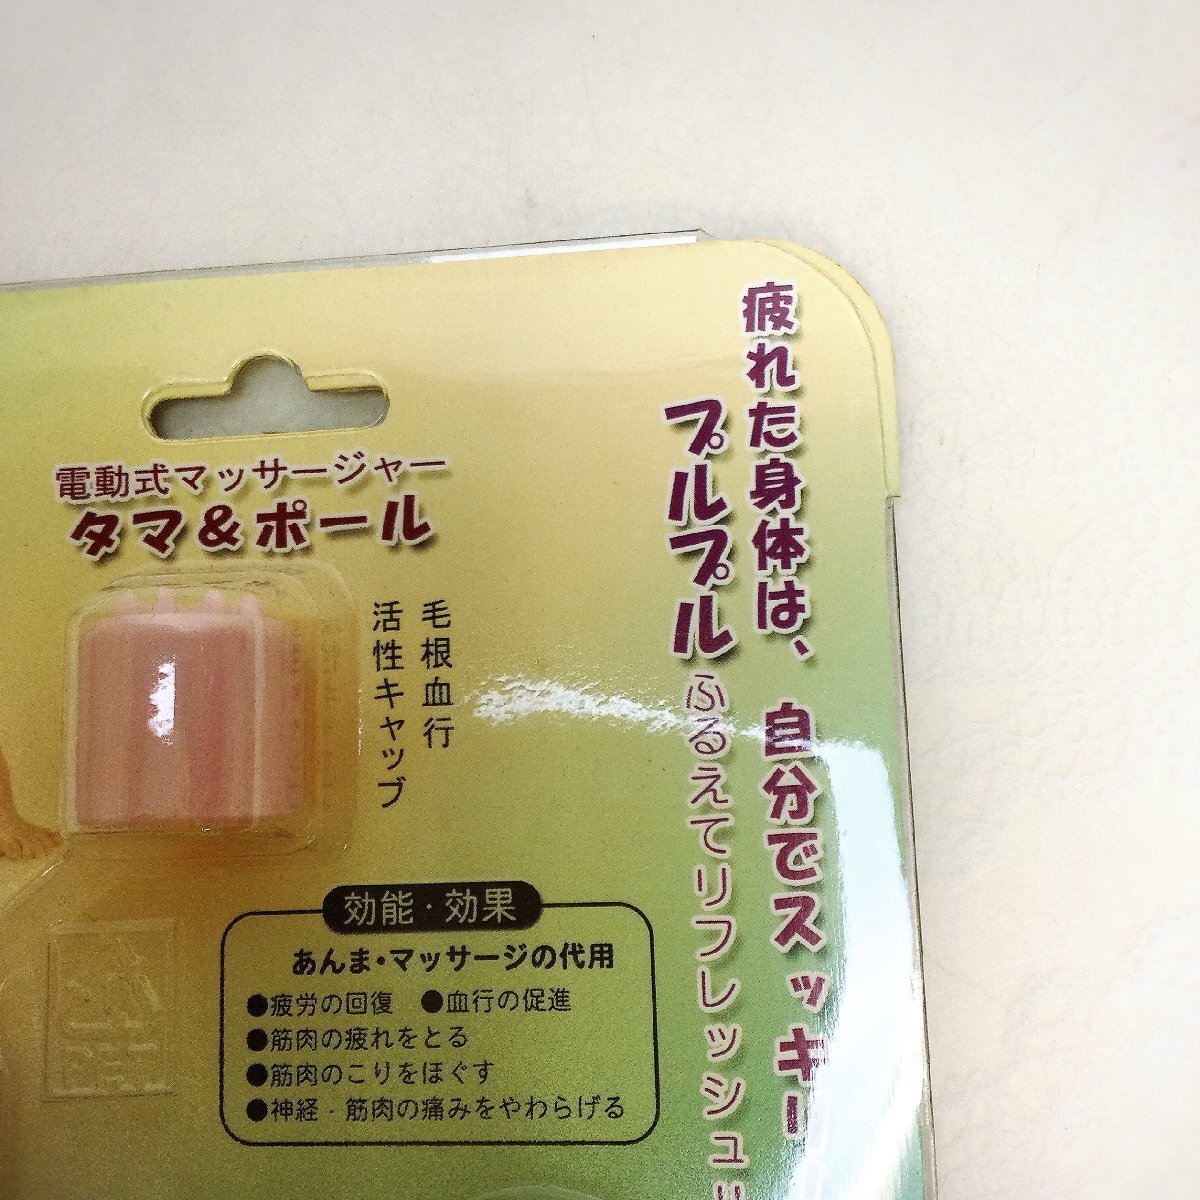 疲れた身体は、自分でスッキー
プルプルふるえてリフレッシュ!!
電動式マッサージャー
タマ&ポール
毛根血行
活性キャップ
効能・効果
あんま・マッサージの代用
●疲労の回復 ●血行の促進
●筋肉の疲れをとる
●筋肉のこりをほぐす
●神経・筋肉の痛みをやわらげる